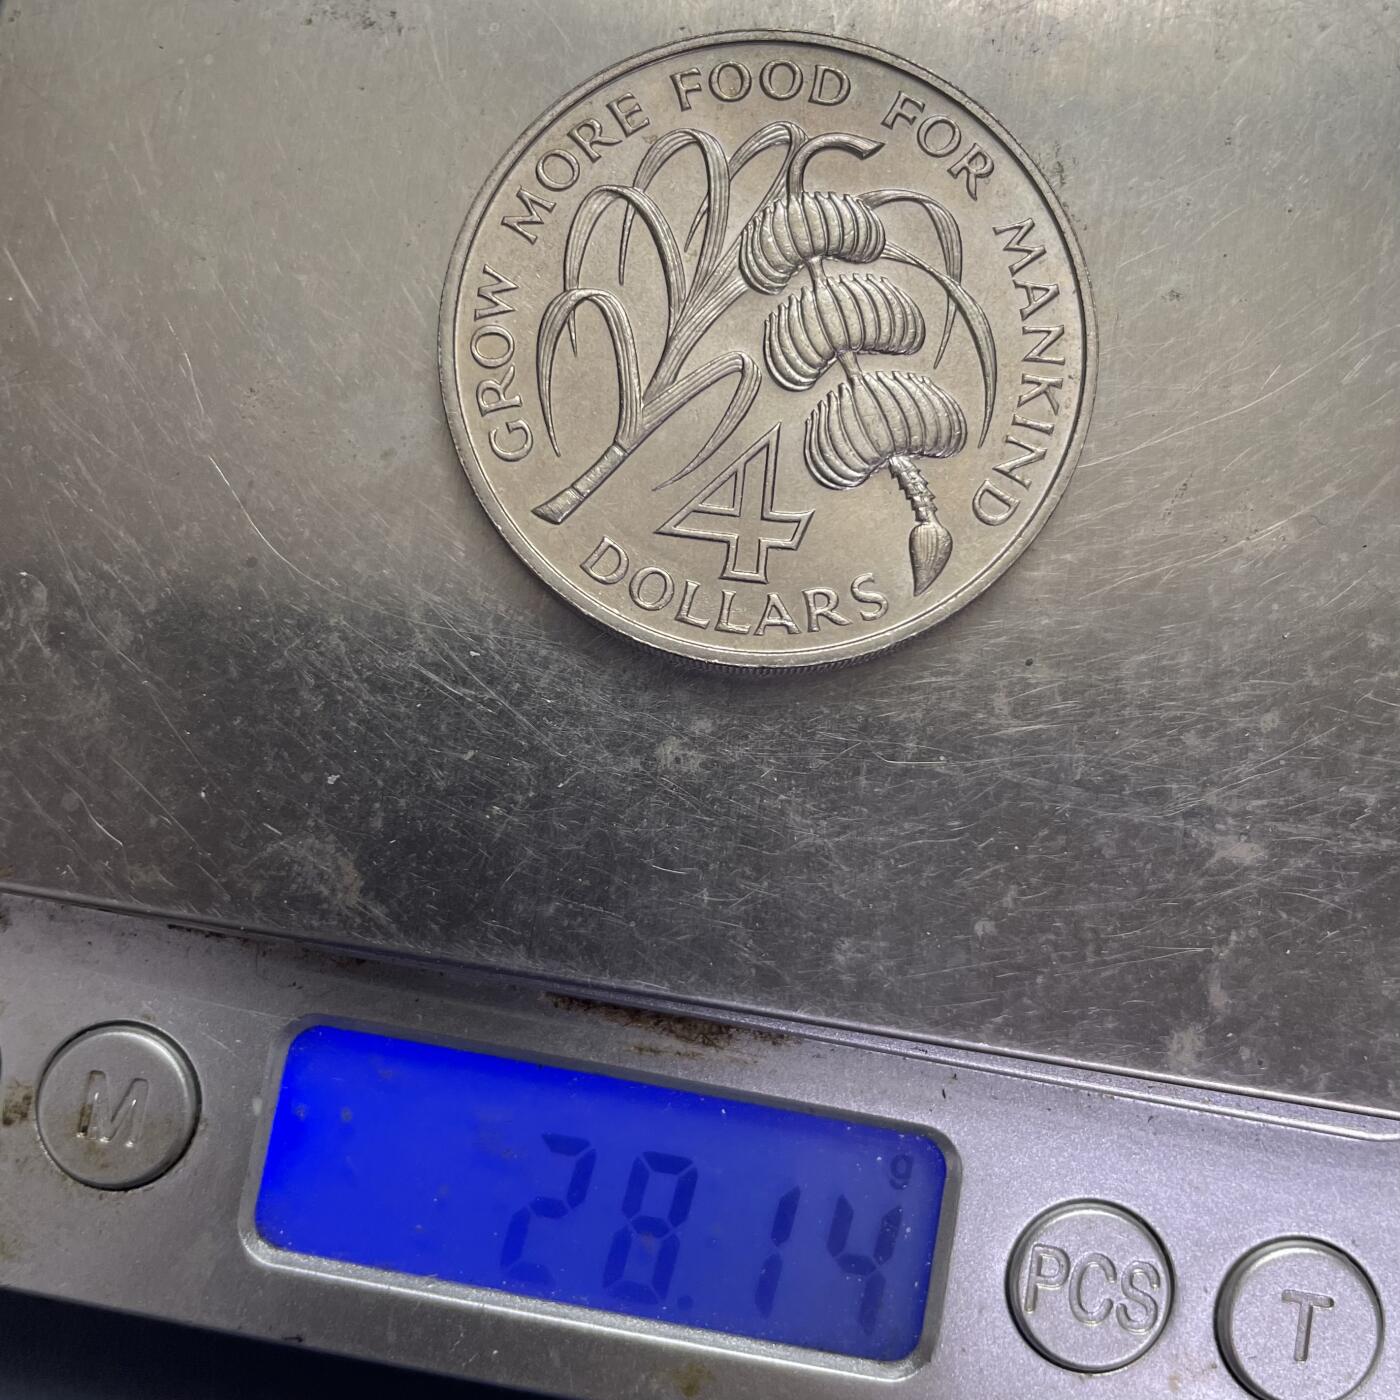 GROW MORE FOOD FOR MANKIND
4
DOLLARS
g
28.14
M
PCS
T